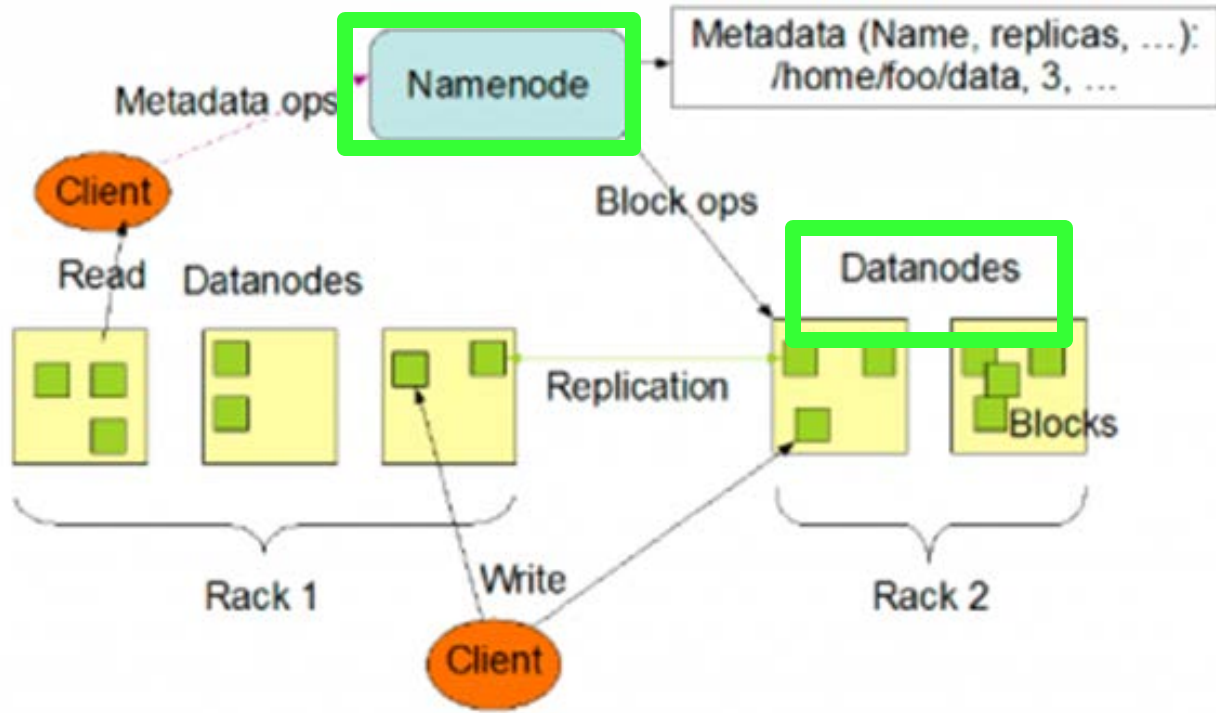 Metadata (Name, replicas, ...):
/home/foo/data, 3, ...
Namenode
Metadata ops
Client
Block ops
Read
Datanodes
Datanodes
Replication
Blocks
Rack 1
Write
Rack 2
Client